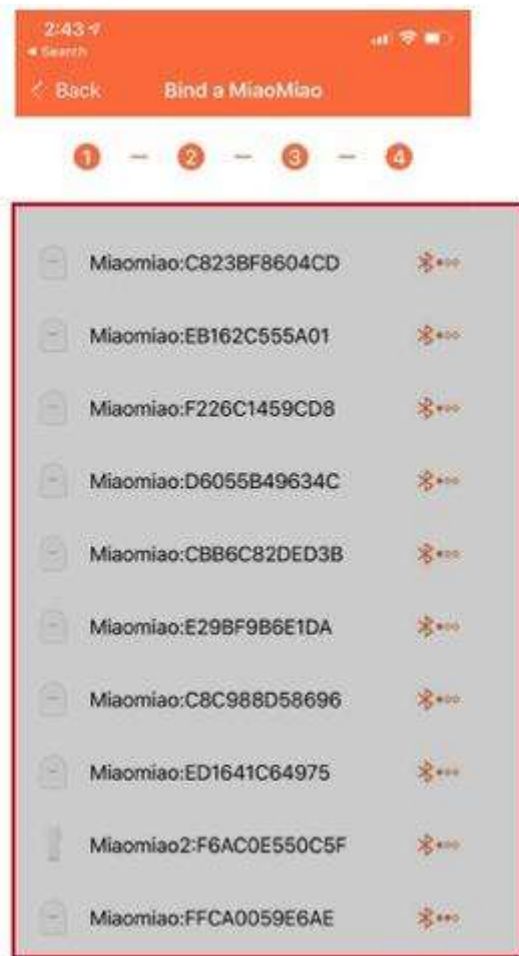 2:43
Search
Back Bind a MiaoMiao
1 - 2 - 3 - 4
Miaomiao:C823BF8604CD
Miaomiao:EB162C555A01
Miaomiao:F226C1459CD8
Miaomiao:D6055B49634C
Miaomiao:CBB6C82DED3B
Miaomiao:E29BF9B6E1DA
Miaomiao:C8C988D58696
Miaomiao:ED1641C64975
Miaomiao2:F6AC0E550C5F
Miaomiao:FFCA0059E6AE